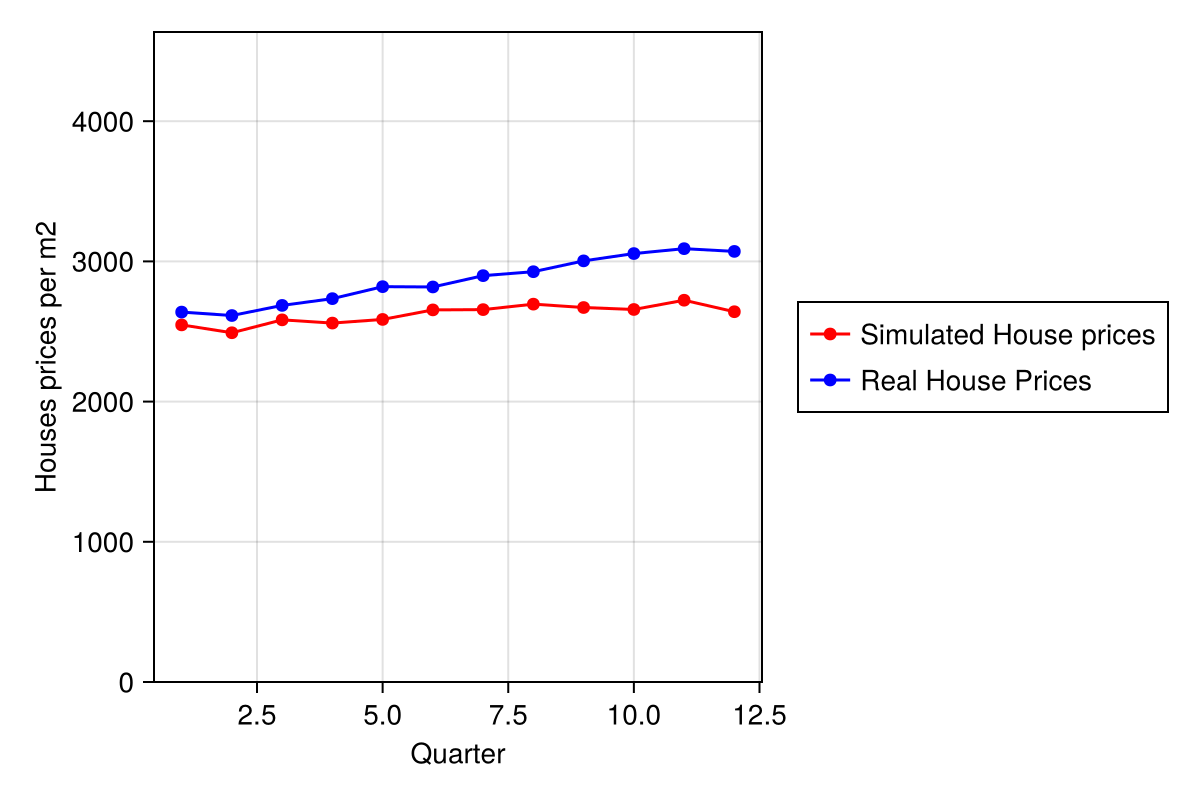 4000
3000
2000
1000
0
Houses prices per m2
2.5 5.0 7.5 10.0 12.5
Quarter
Simulated House prices
Real House Prices